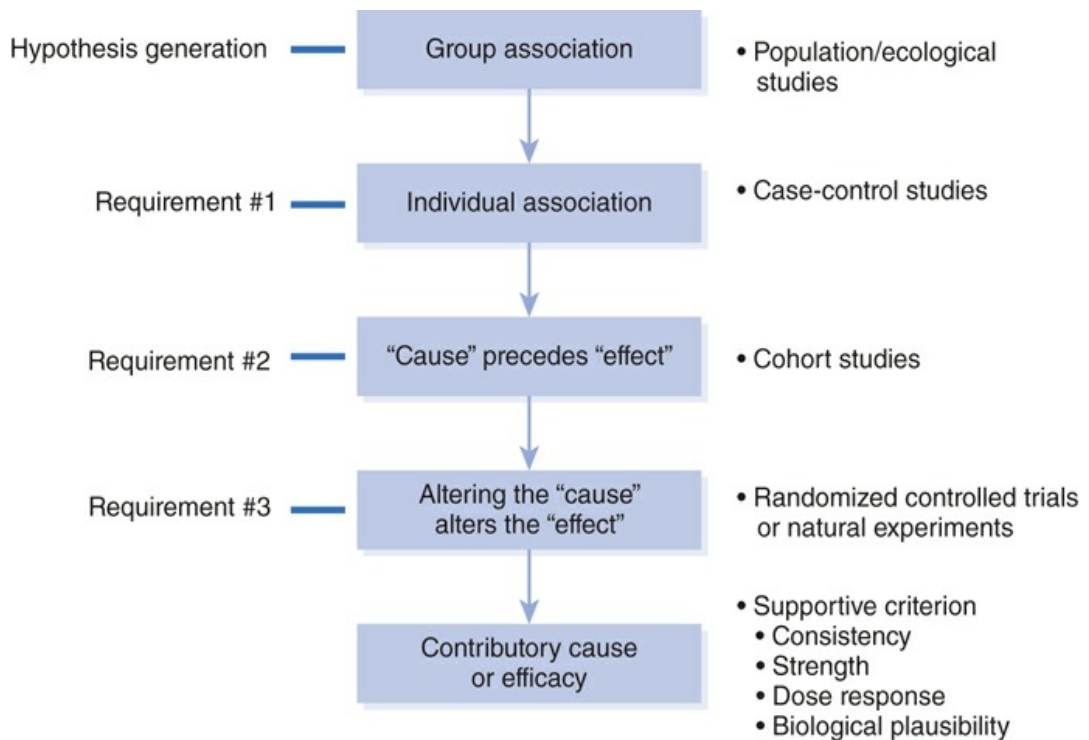 Hypothesis generation
Group association
• Population/ecological
studies
Requirement #1
Individual association
• Case-control studies
Requirement #2
“Cause” precedes “effect”
• Cohort studies
Requirement #3
Altering the “cause”
alters the “effect”
• Randomized controlled trials
or natural experiments
Contributory cause
or efficacy
• Supportive criterion
• Consistency
• Strength
• Dose response
• Biological plausibility